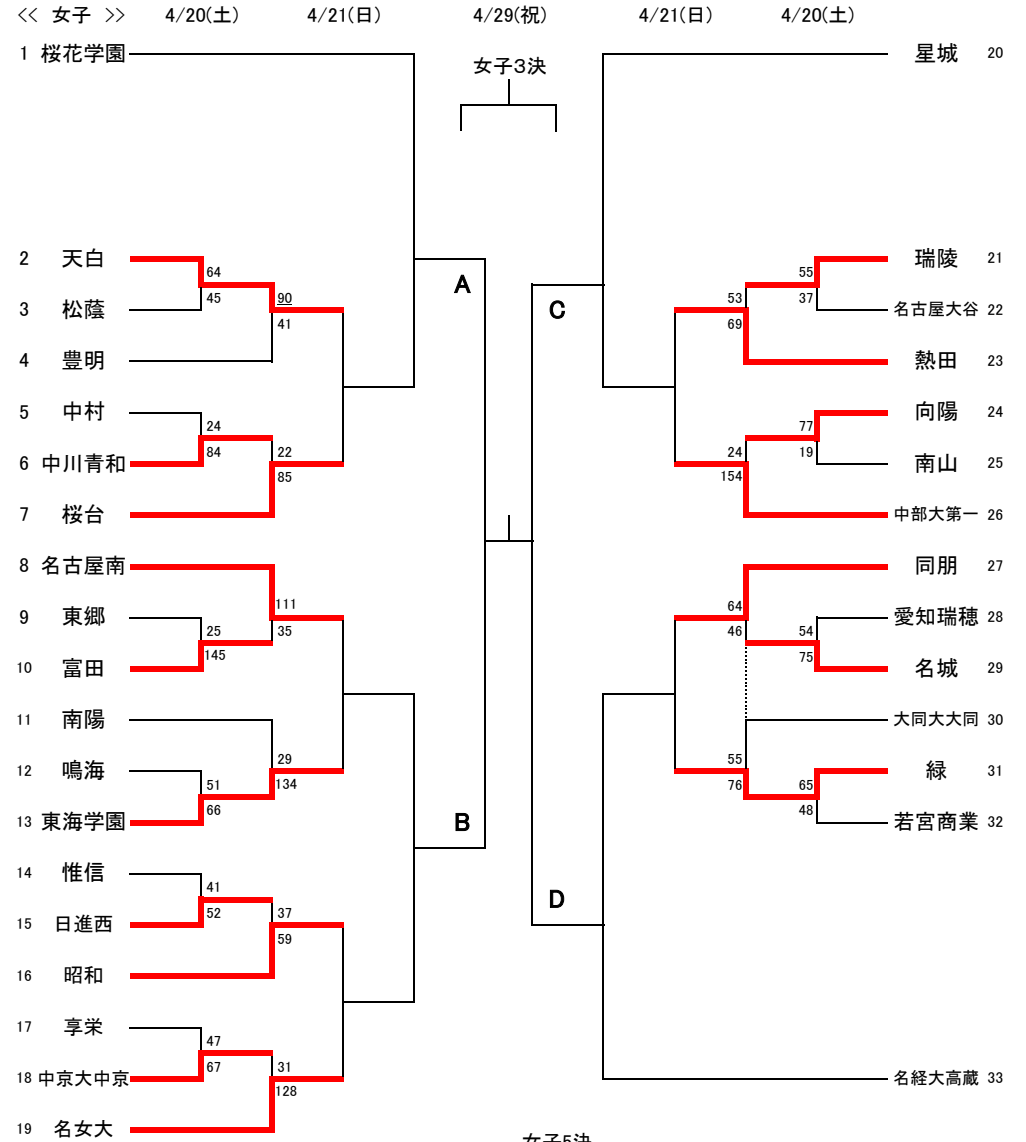 << 女子 >> 4/20(土) 4/21(日) 4/29(祝) 4/21(日) 4/20(土)
1 桜花学園 星城 20
女子3決
2 天白 瑞陵 21
64 55
A
45 90 53 37
3 松蔭 C 名古屋大谷 22
41 69
4 豊明 熱田 23
5 中村 向陽 24
24 77
84 22 24 19
6 中川青和 南山 25
85 154
7 桜台 中部大第一 26
8 名古屋南 同朋 27
111 64
9 東郷 愛知瑞穂 28
25 35 46 54
145 75
10 富田 名城 29
11 南陽 大同大大同 30
29 55
12 鳴海 緑 31
51 134 76 65
66 48
13 東海学園 B 若宮商業 32
14 惟信
41
D
52 37
15 日進西
59
16 昭和
17 享栄
47
67 31
18 中京大中京 名経大高蔵 33
128
19 名女大
女子5決